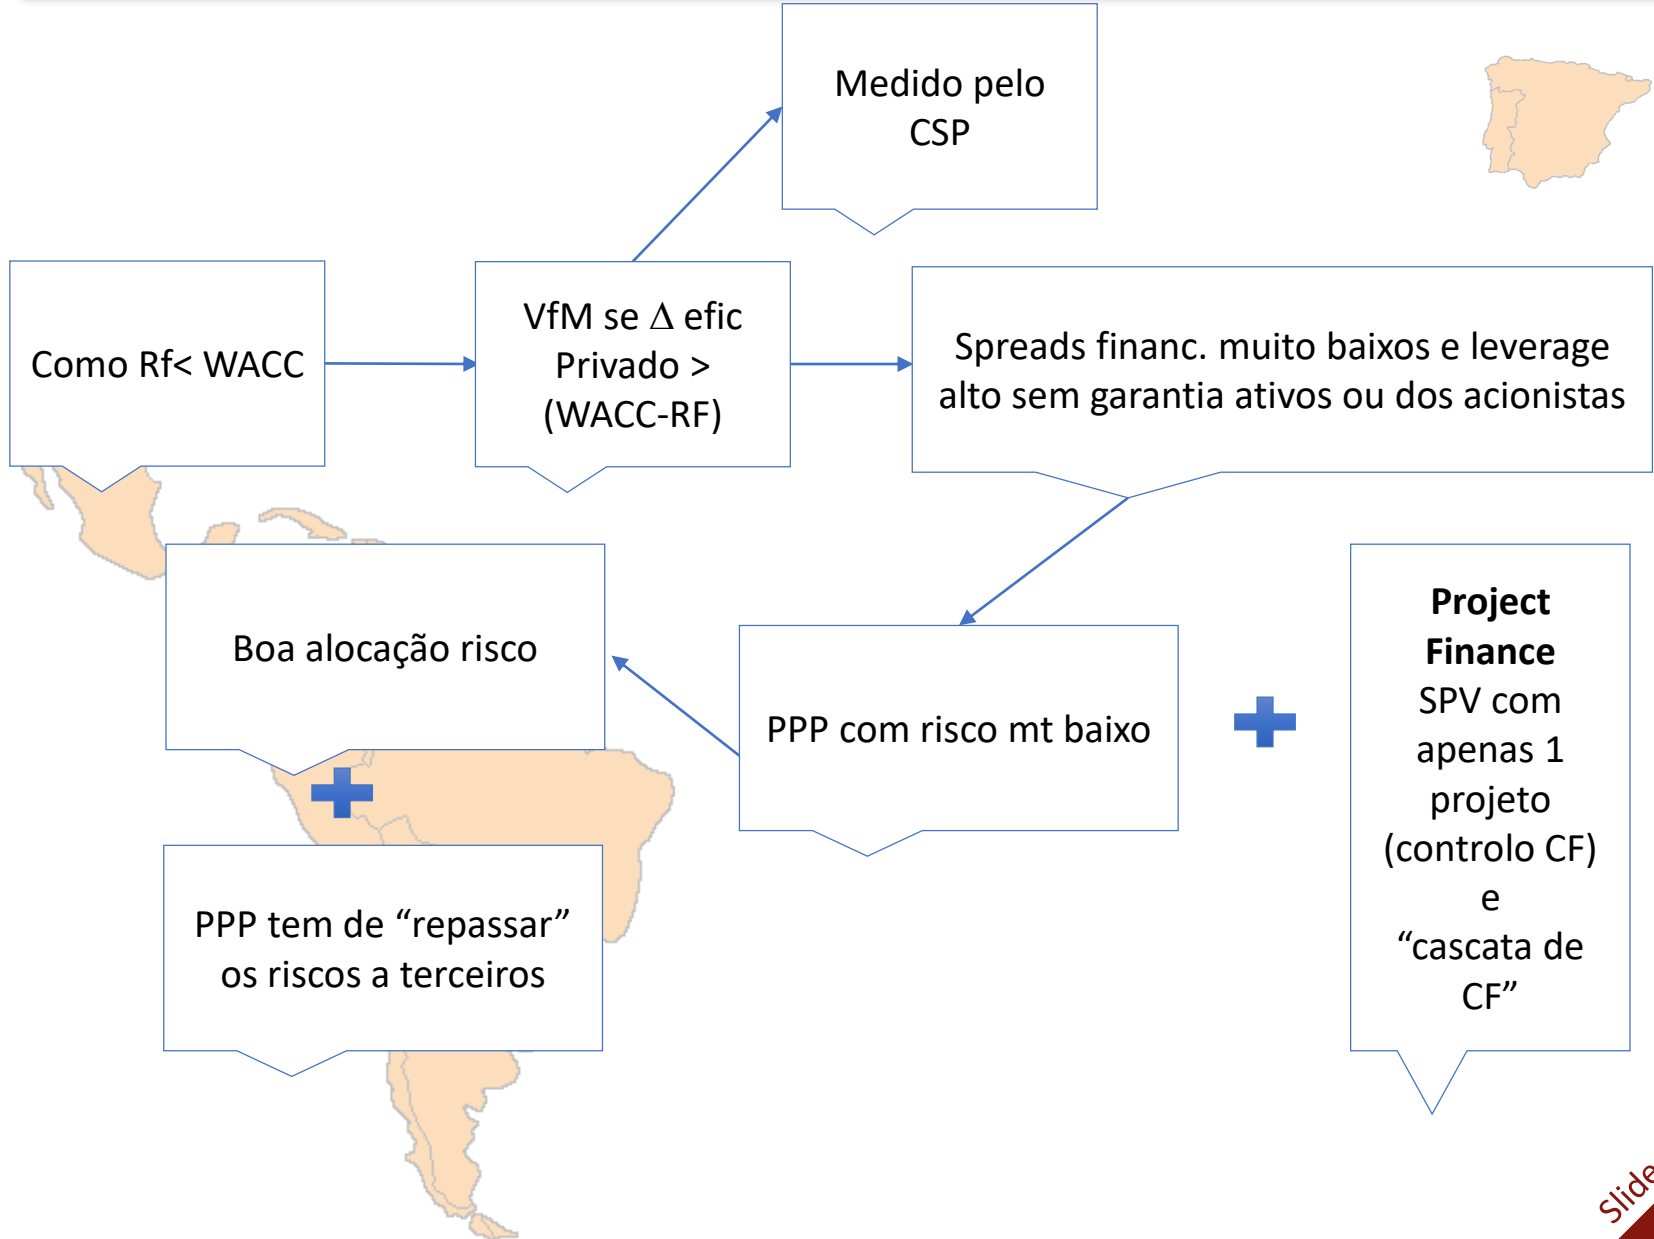 Medido pelo
CSP
Como Rf< WACC
VfM se Δ efic
Privado >
(WACC-RF)
Spreads financ. muito baixos e leverage
alto sem garantia ativos ou dos acionistas
Boa alocação risco
PPP com risco mt baixo
Project
Finance
SPV com
apenas 1
projeto
(controlo CF)
e
“cascata de
CF”
PPP tem de “repassar”
os riscos a terceiros
Slide